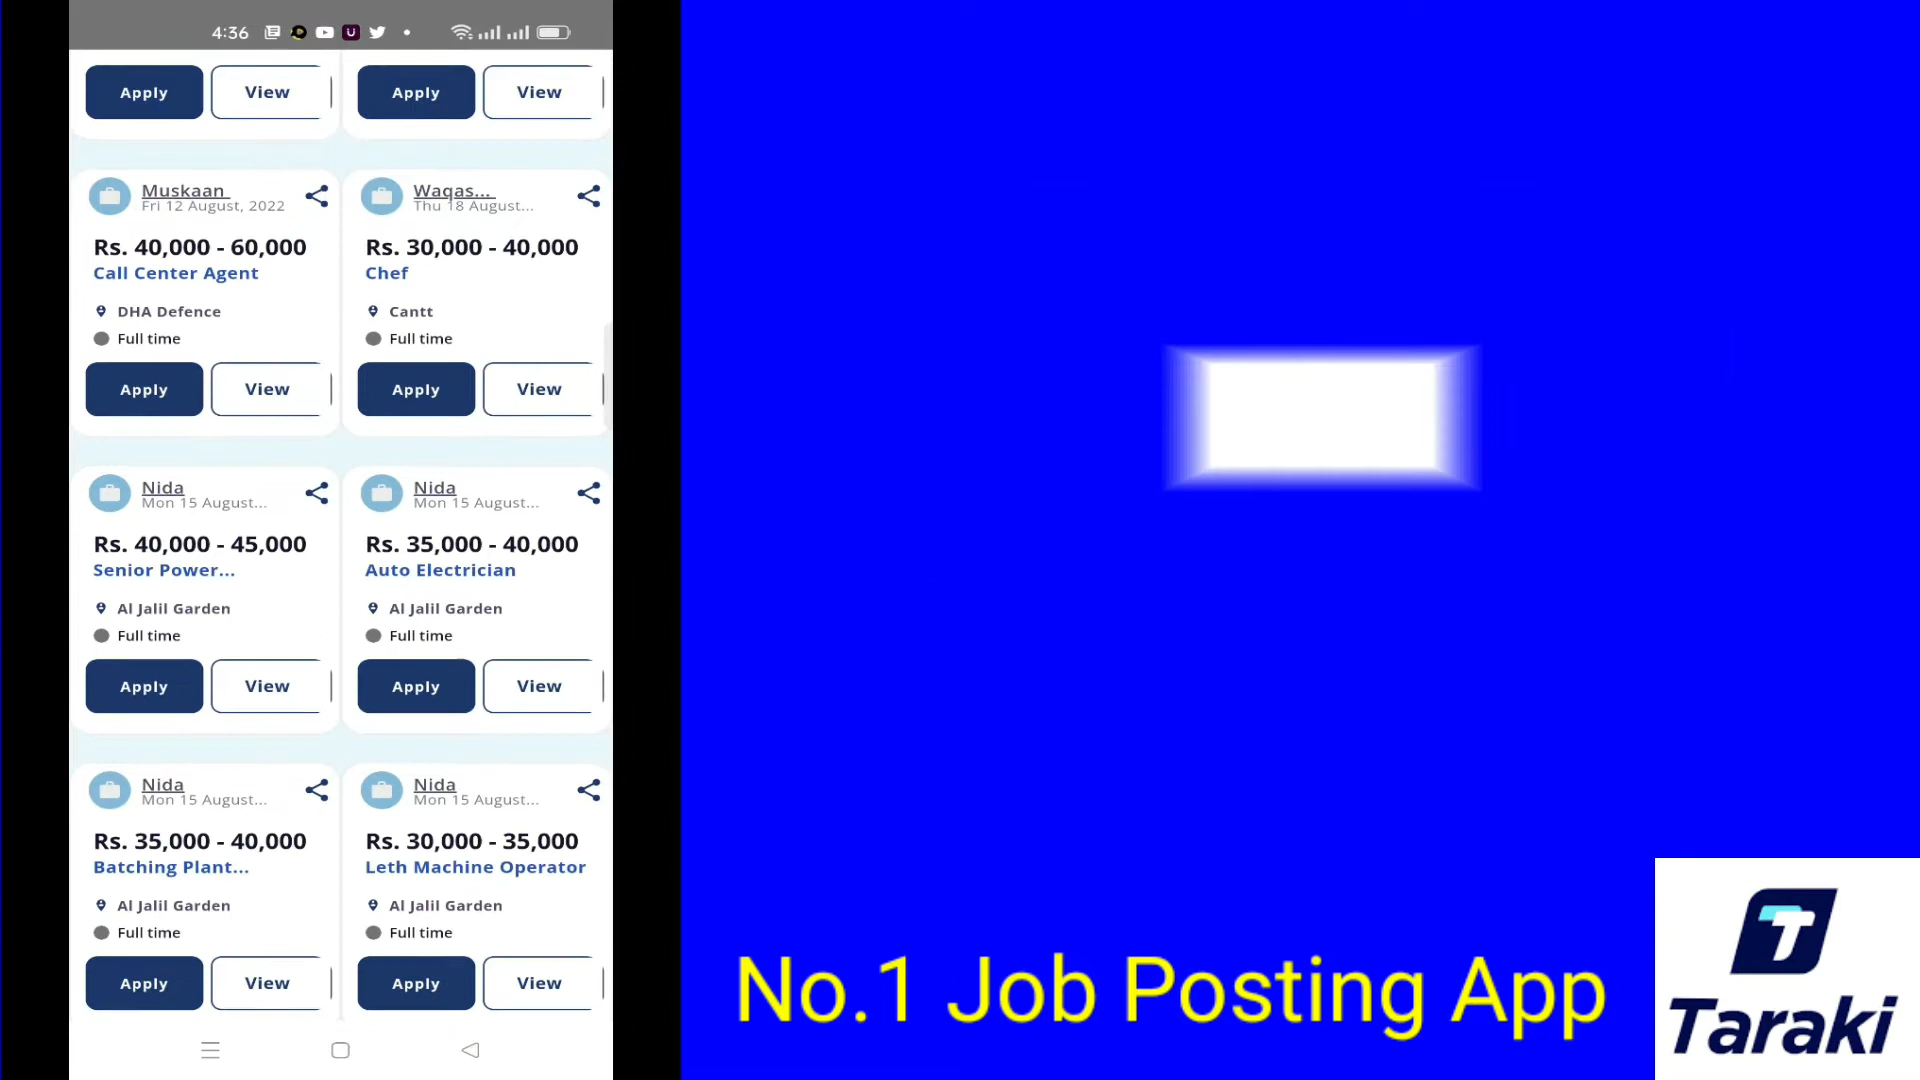 4:36
Apply View Apply View
Muskaan
Fri 12 August, 2022
Rs. 40,000 - 60,000
Call Center Agent
DHA Defence
Full time
Apply View
Waqas...
Thu 18 August...
Rs. 30,000 - 40,000
Chef
Cantt
Full time
Apply View
Nida
Mon 15 August...
Rs. 40,000 - 45,000
Senior Power...
Al Jalil Garden
Full time
Apply View
Nida
Mon 15 August...
Rs. 35,000 - 40,000
Auto Electrician
Al Jalil Garden
Full time
Apply View
Nida
Mon 15 August...
Rs. 35,000 - 40,000
Batching Plant...
Al Jalil Garden
Full time
Apply View
Nida
Mon 15 August...
Rs. 30,000 - 35,000
Leth Machine Operator
Al Jalil Garden
Full time
Apply View
No.1 Job Posting App
T
Taraki